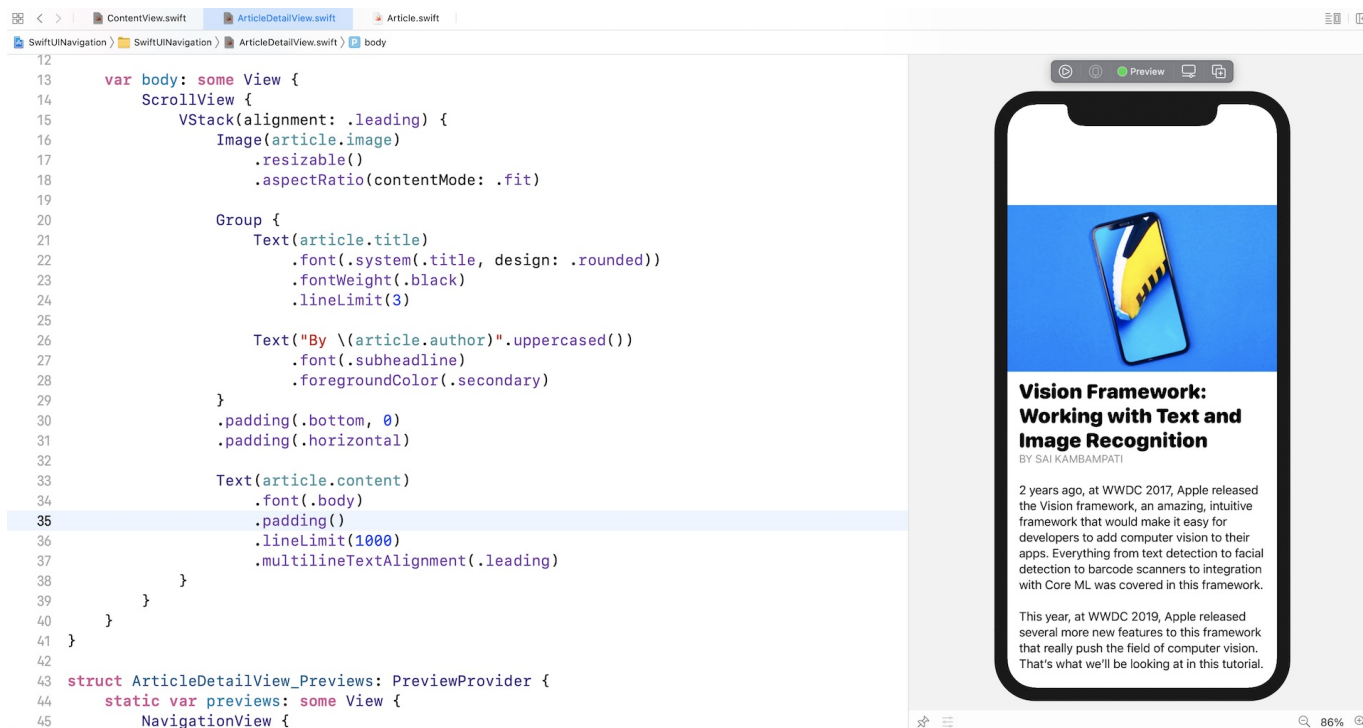 ContentView.swift
ArticleDetailView.swift
Article.swift
SwiftUINavigation 〉 SwiftUINavigation 〉 ArticleDetailView.swift 〉 P body
12
13     var body: some View {
14         ScrollView {
15             VStack(alignment: .leading) {
16                 Image(article.image)
17                     .resizable()
18                     .aspectRatio(contentMode: .fit)
19
20                 Group {
21                     Text(article.title)
22                         .font(.system(.title, design: .rounded))
23                         .fontWeight(.black)
24                         .lineLimit(3)
25
26                     Text("By \(article.author)".uppercased())
27                         .font(.subheadline)
28                         .foregroundColor(.secondary)
29                 }
30                 .padding(.bottom, 0)
31                 .padding(.horizontal)
32
33                 Text(article.content)
34                     .font(.body)
35                     .padding()
36                     .lineLimit(1000)
37                     .multilineTextAlignment(.leading)
38             }
39         }
40     }
41 }
42
43 struct ArticleDetailView_Previews: PreviewProvider {
44     static var previews: some View {
45         NavigationView {
Preview
Vision Framework:
Working with Text and
Image Recognition
BY SAI KAMBAMPATI
2 years ago, at WWDC 2017, Apple released
the Vision framework, an amazing, intuitive
framework that would make it easy for
developers to add computer vision to their
apps. Everything from text detection to facial
detection to barcode scanners to integration
with Core ML was covered in this framework.
This year, at WWDC 2019, Apple released
several more new features to this framework
that really push the field of computer vision.
That's what we'll be looking at in this tutorial.
86%